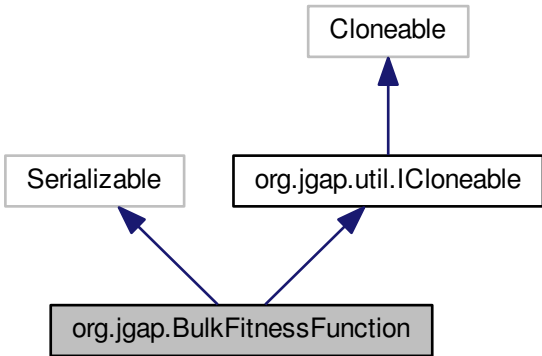 Cloneable
Serializable
org.jgap.util.ICloneable
org.jgap.BulkFitnessFunction